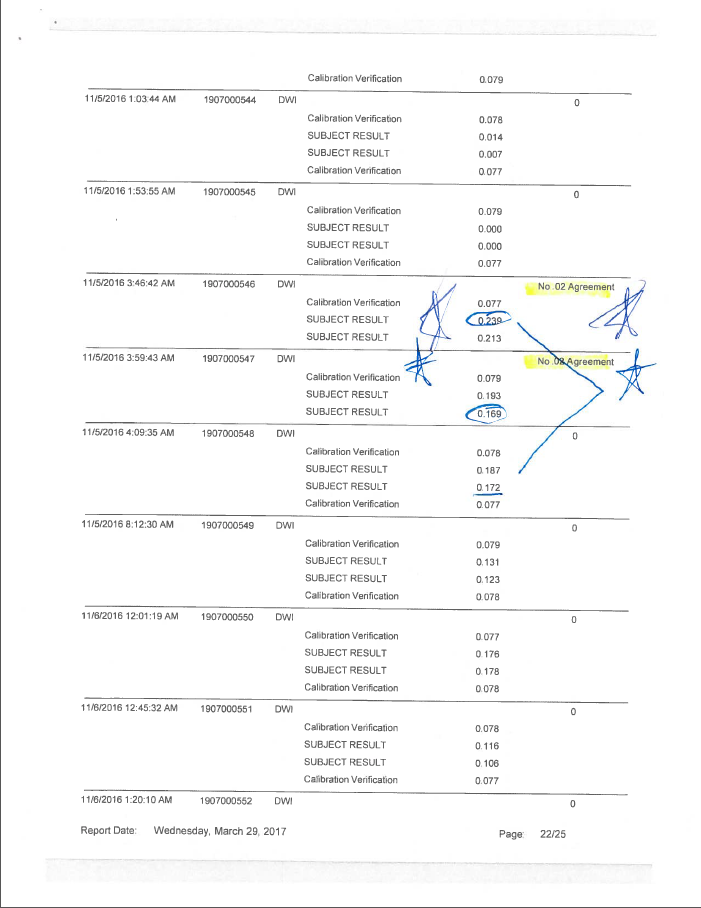 Calibration Verification 0.079
11/5/2016 1:03:44 AM 1907000544 DWI 0
Calibration Verification 0.078
SUBJECT RESULT 0.014
SUBJECT RESULT 0.007
Calibration Verification 0.077
11/5/2016 1:53:55 AM 1907000545 DWI 0
Calibration Verification 0.079
SUBJECT RESULT 0.000
SUBJECT RESULT 0.000
Calibration Verification 0.077
11/5/2016 3:46:42 AM 1907000546 DWI No .02 Agreement
Calibration Verification 0.077
SUBJECT RESULT 0.239
SUBJECT RESULT 0.213
11/5/2016 3:59:43 AM 1907000547 DWI No .02 Agreement
Calibration Verification 0.079
SUBJECT RESULT 0.193
SUBJECT RESULT 0.169
11/5/2016 4:09:35 AM 1907000548 DWI 0
Calibration Verification 0.078
SUBJECT RESULT 0.187
SUBJECT RESULT 0.172
Calibration Verification 0.077
11/5/2016 8:12:30 AM 1907000549 DWI 0
Calibration Verification 0.079
SUBJECT RESULT 0.131
SUBJECT RESULT 0.123
Calibration Verification 0.078
11/6/2016 12:01:19 AM 1907000550 DWI 0
Calibration Verification 0.077
SUBJECT RESULT 0.176
SUBJECT RESULT 0.178
Calibration Verification 0.078
11/6/2016 12:45:32 AM 1907000551 DWI 0
Calibration Verification 0.078
SUBJECT RESULT 0.116
SUBJECT RESULT 0.106
Calibration Verification 0.077
11/6/2016 1:20:10 AM 1907000552 DWI 0
Report Date: Wednesday, March 29, 2017 Page: 22/25